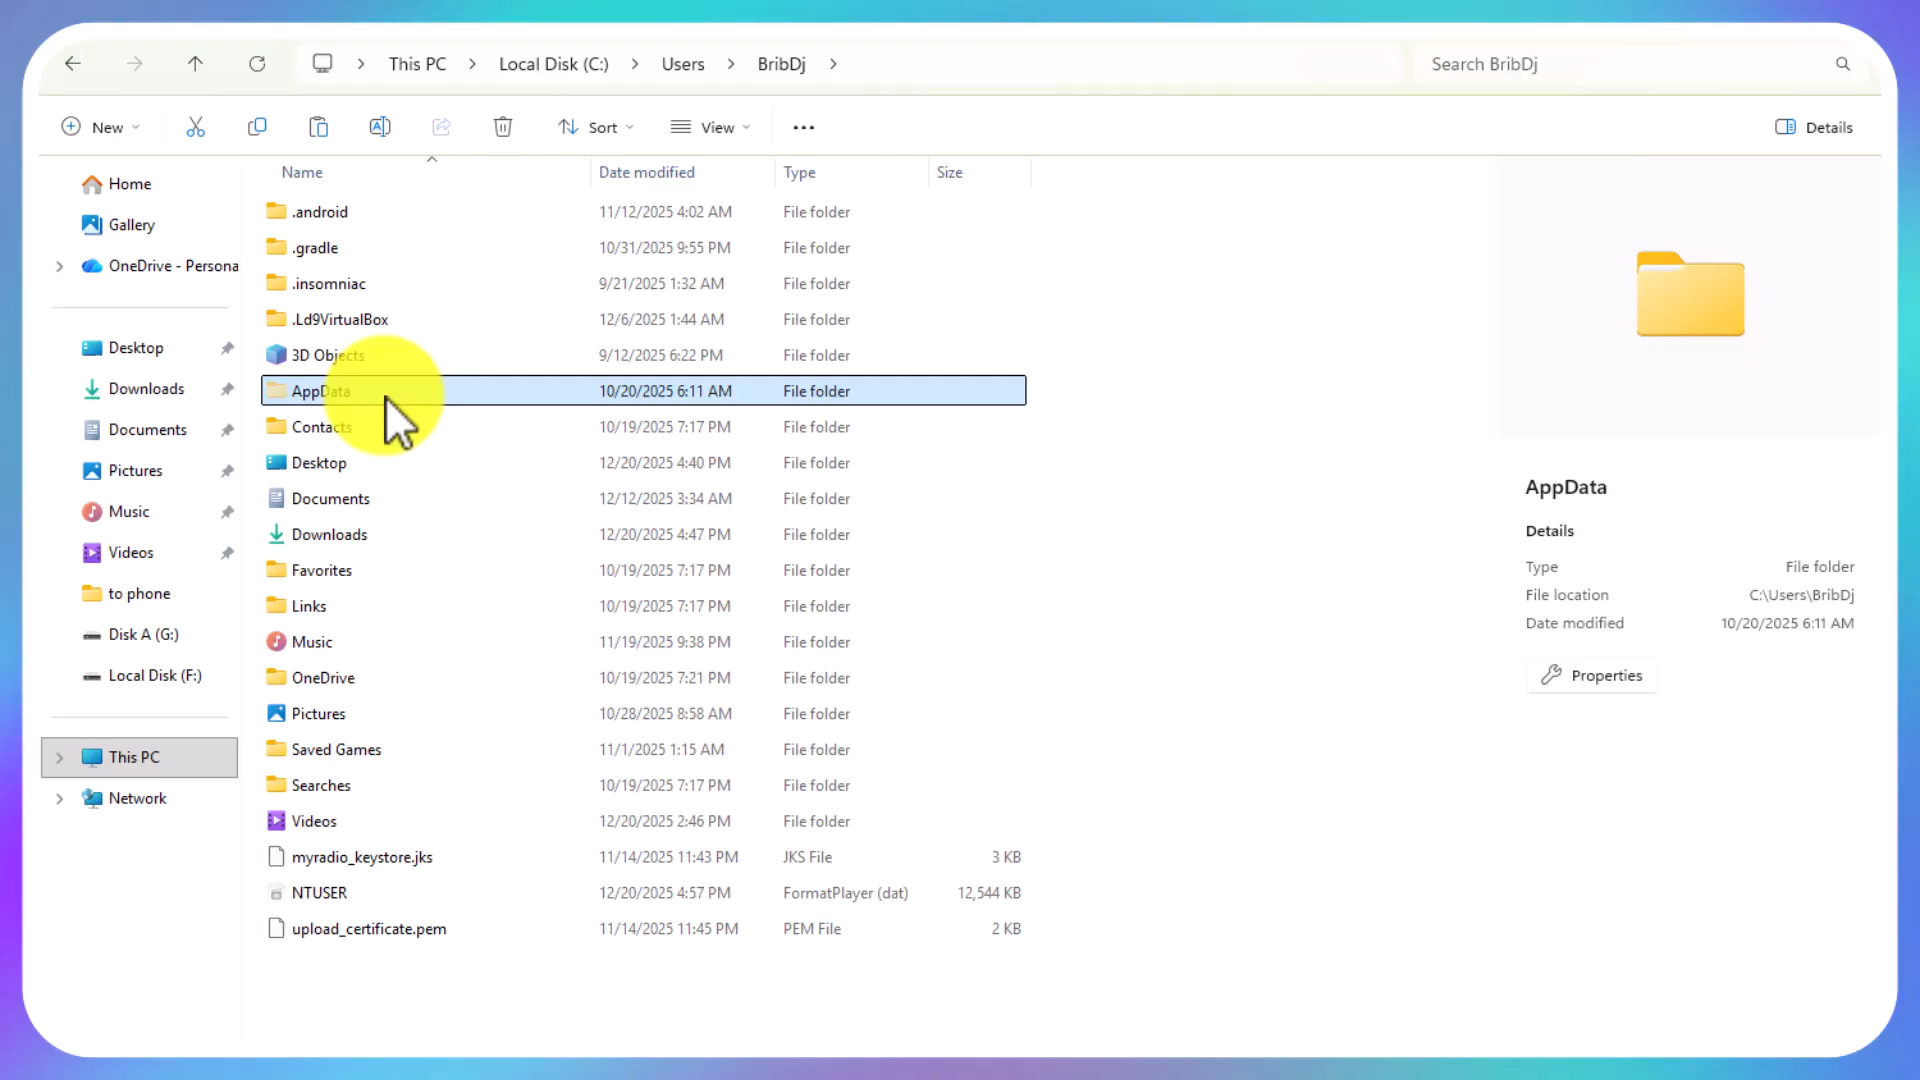 This PC > Local Disk (C:) > Users > BribDj >
Search BribDj
New
Sort
View
Details
Name Date modified Type Size
Home
Gallery
OneDrive - Persona
Desktop
Downloads
Documents
Pictures
Music
Videos
to phone
Disk A (G:)
Local Disk (F:)
This PC
Network
.android 11/12/2025 4:02 AM File folder
.gradle 10/31/2025 9:55 PM File folder
.insomniac 9/21/2025 1:32 AM File folder
.Ld9VirtualBox 12/6/2025 1:44 AM File folder
3D Objects 9/12/2025 6:22 PM File folder
AppData 10/20/2025 6:11 AM File folder
Contacts 10/19/2025 7:17 PM File folder
Desktop 12/20/2025 4:40 PM File folder
Documents 12/12/2025 3:34 AM File folder
Downloads 12/20/2025 4:47 PM File folder
Favorites 10/19/2025 7:17 PM File folder
Links 10/19/2025 7:17 PM File folder
Music 11/19/2025 9:38 PM File folder
OneDrive 10/19/2025 7:21 PM File folder
Pictures 10/28/2025 8:58 AM File folder
Saved Games 11/1/2025 1:15 AM File folder
Searches 10/19/2025 7:17 PM File folder
Videos 12/20/2025 2:46 PM File folder
myradio_keystore.jks 11/14/2025 11:43 PM JKS File 3 KB
NTUSER 12/20/2025 4:57 PM FormatPlayer (dat) 12,544 KB
upload_certificate.pem 11/14/2025 11:45 PM PEM File 2 KB
AppData
Details
Type File folder
File location C:\Users\BribDj
Date modified 10/20/2025 6:11 AM
Properties